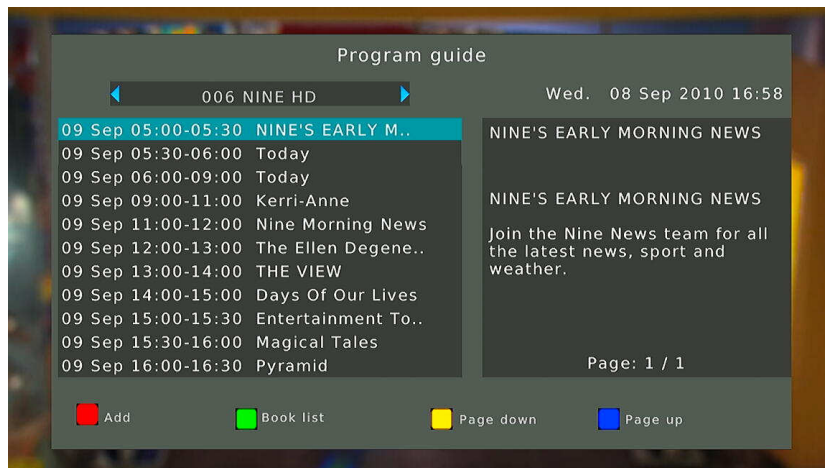 Program guide
006 NINE HD
Wed. 08 Sep 2010 16:58
09 Sep 05:00-05:30 NINE'S EARLY M..
09 Sep 05:30-06:00 Today
09 Sep 06:00-09:00 Today
09 Sep 09:00-11:00 Kerri-Anne
09 Sep 11:00-12:00 Nine Morning News
09 Sep 12:00-13:00 The Ellen Degene..
09 Sep 13:00-14:00 THE VIEW
09 Sep 14:00-15:00 Days Of Our Lives
09 Sep 15:00-15:30 Entertainment To..
09 Sep 15:30-16:00 Magical Tales
09 Sep 16:00-16:30 Pyramid
NINE'S EARLY MORNING NEWS
NINE'S EARLY MORNING NEWS
Join the Nine News team for all
the latest news, sport and
weather.
Page: 1 / 1
Add
Book list
Page down
Page up